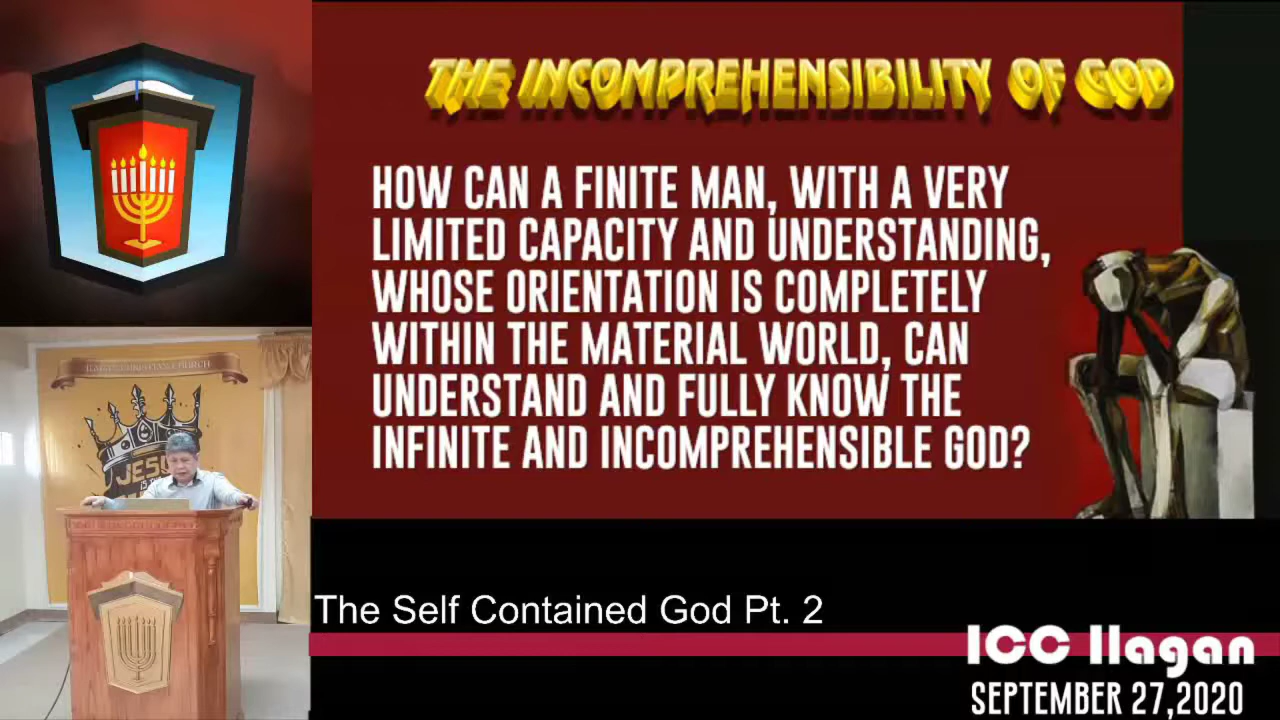 THE INCOMPREHENSIBILITY OF GOD
HOW CAN A FINITE MAN, WITH A VERY
LIMITED CAPACITY AND UNDERSTANDING,
WHOSE ORIENTATION IS COMPLETELY
WITHIN THE MATERIAL WORLD, CAN
UNDERSTAND AND FULLY KNOW THE
INFINITE AND INCOMPREHENSIBLE GOD?
JESU
The Self Contained God Pt. 2
ICC Ilagan
SEPTEMBER 27,2020